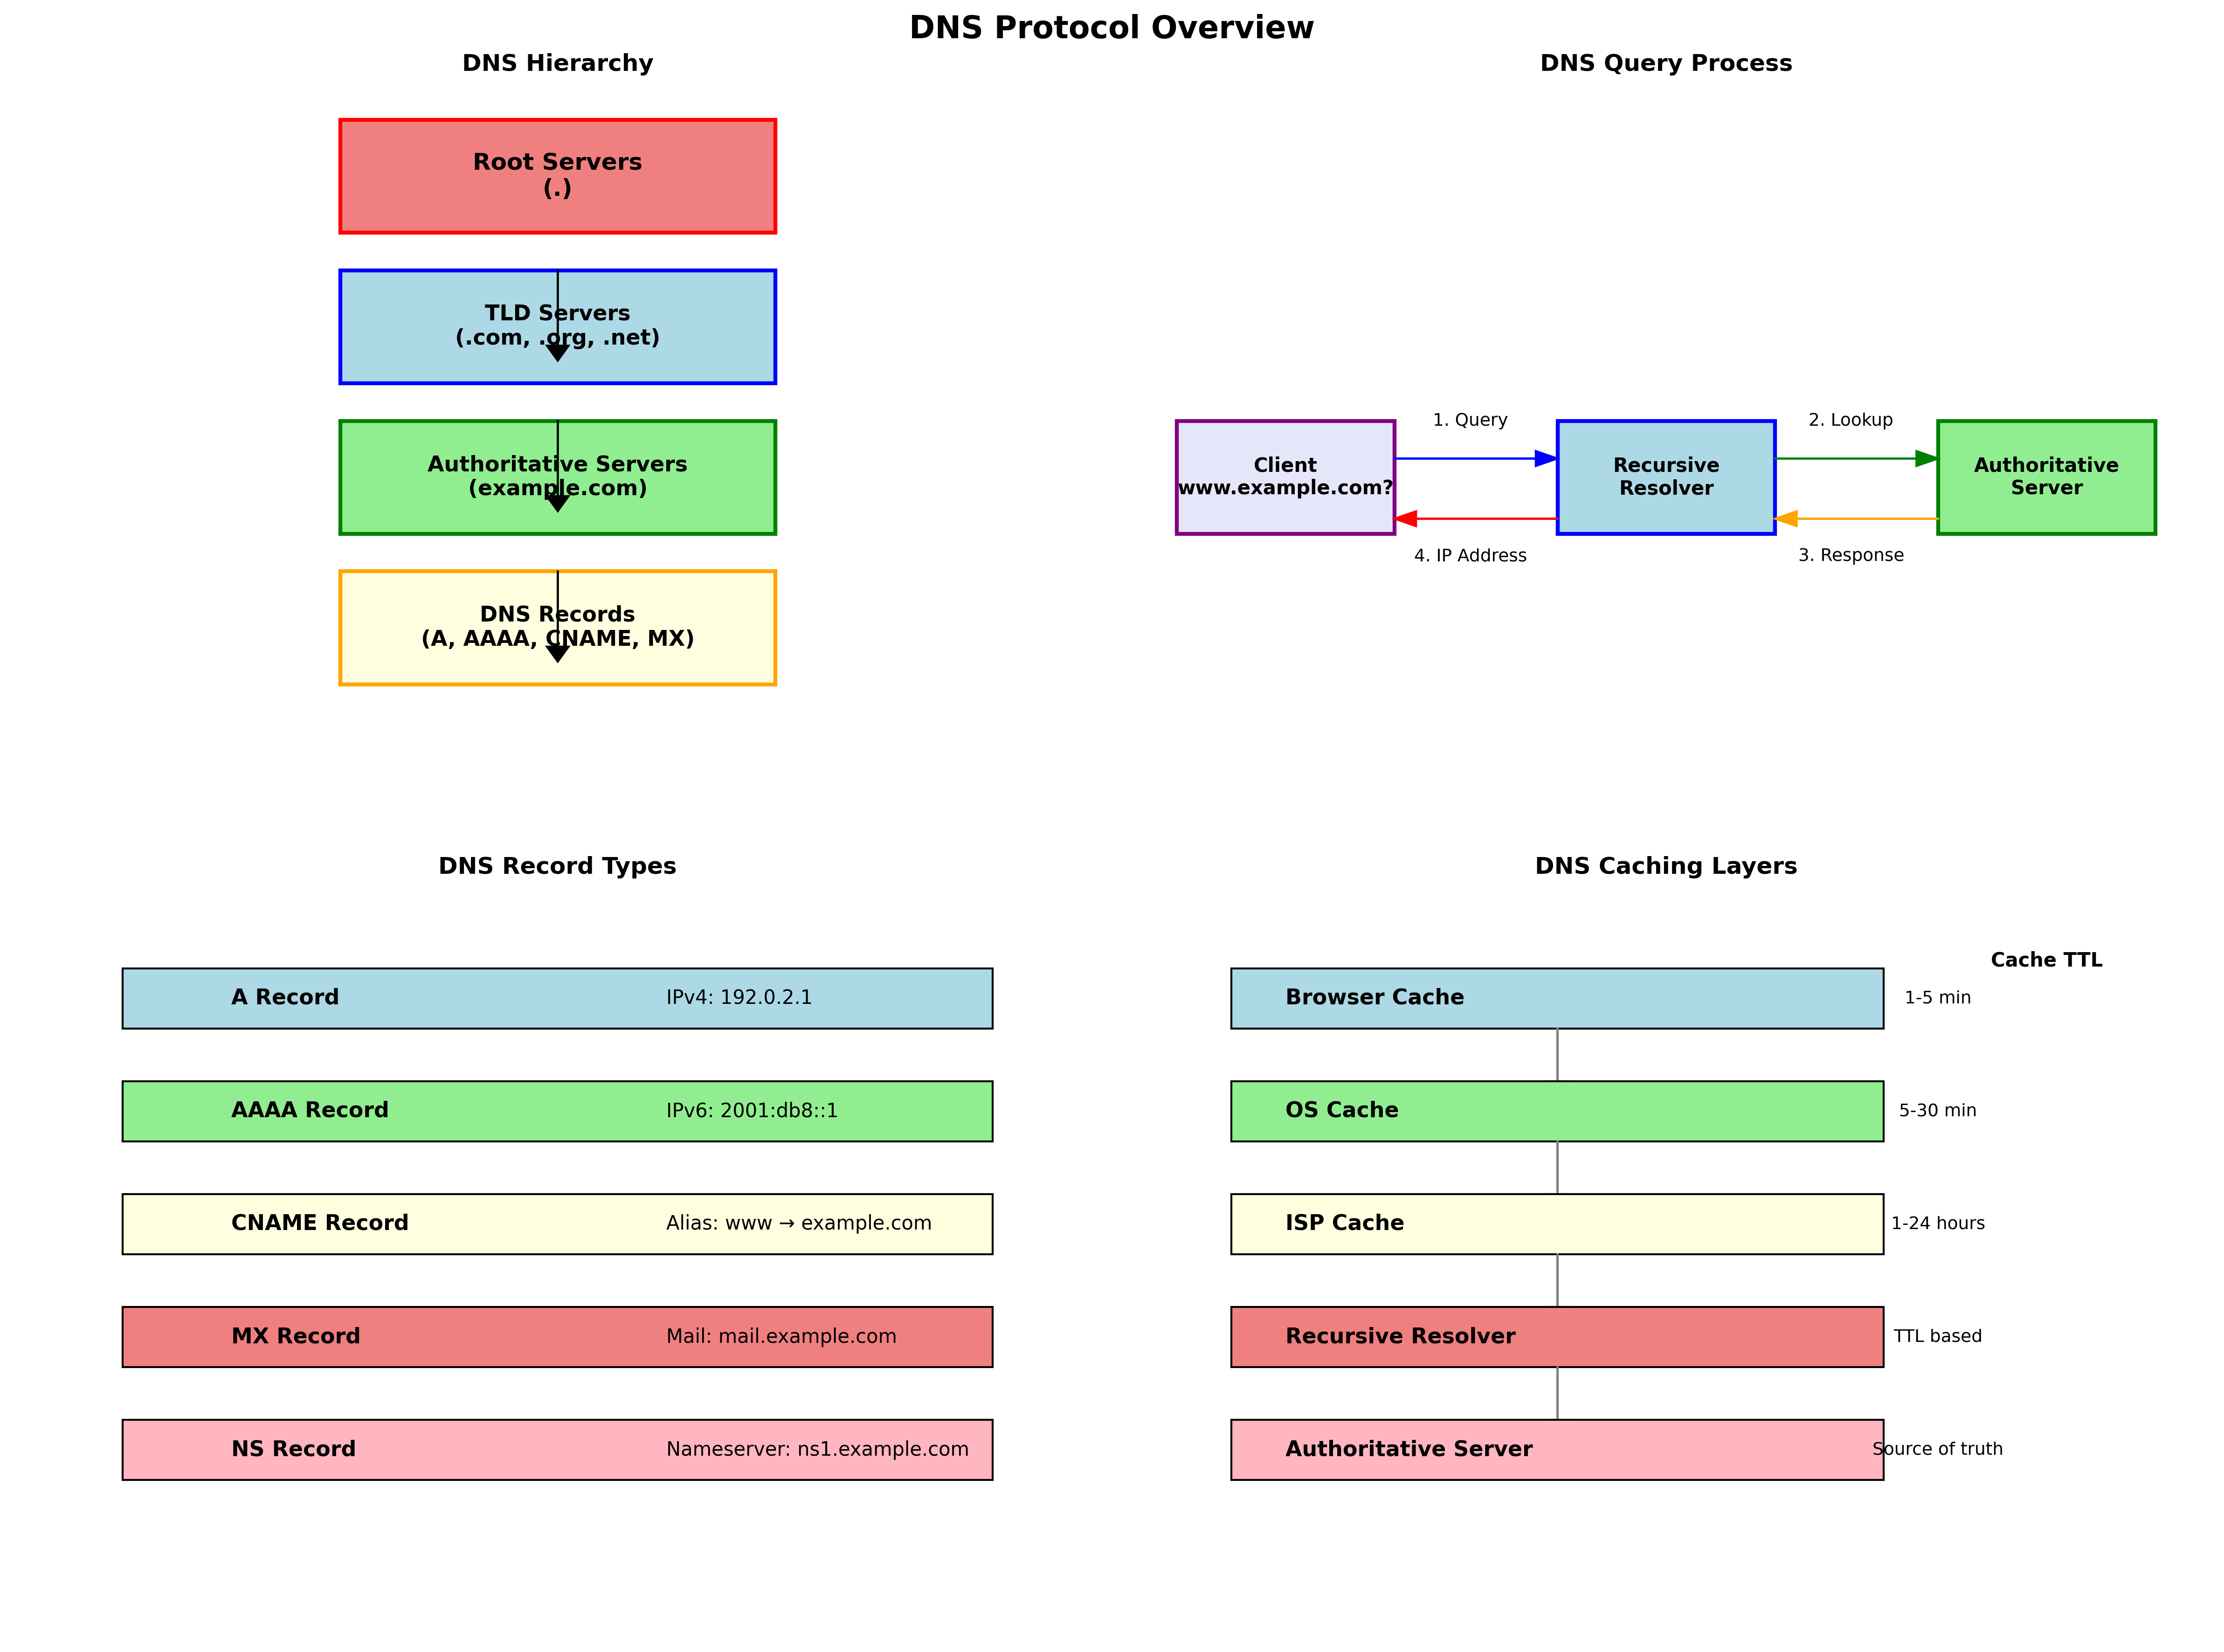 DNS Protocol Overview
DNS Hierarchy
Root Servers
(.)
TLD Servers
(.com, .org, .net)
Authoritative Servers
(example.com)
DNS Records
(A, AAAA, CNAME, MX)
DNS Query Process
Client
www.example.com?
1. Query
Recursive
Resolver
2. Lookup
Authoritative
Server
4. IP Address
3. Response
DNS Record Types
A Record IPv4: 192.0.2.1
AAAA Record IPv6: 2001:db8::1
CNAME Record Alias: www → example.com
MX Record Mail: mail.example.com
NS Record Nameserver: ns1.example.com
DNS Caching Layers
Cache TTL
Browser Cache 1-5 min
OS Cache 5-30 min
ISP Cache 1-24 hours
Recursive Resolver TTL based
Authoritative Server Source of truth